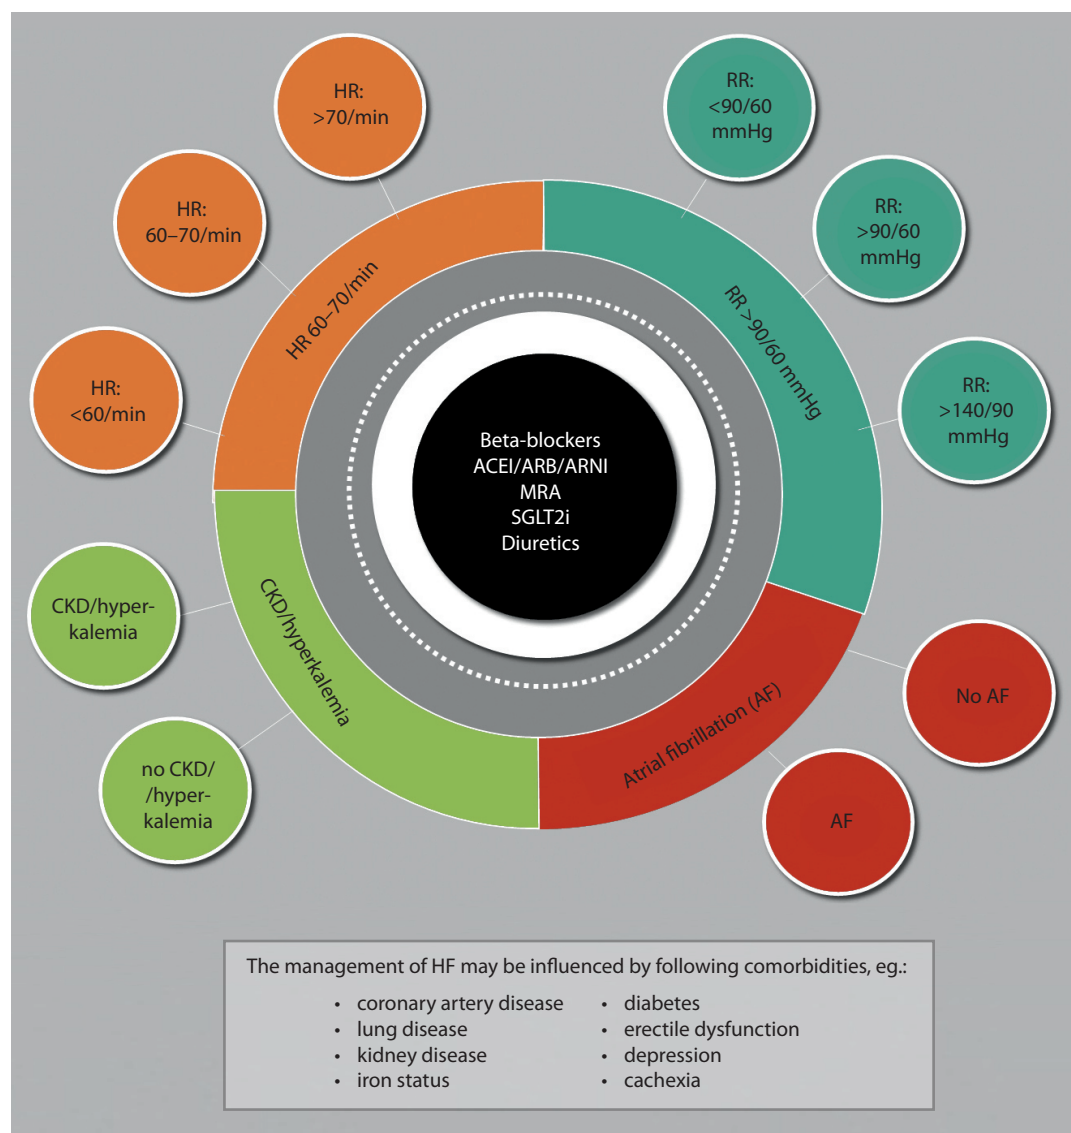 HR:
>70/min
RR:
<90/60
mmHg
HR:
60–70/min
RR:
>90/60
mmHg
HR:
<60/min
RR:
>140/90
mmHg
HR 60–70/min
RR >90/60 mmHg
Beta-blockers
ACEI/ARB/ARNI
MRA
SGLT2i
Diuretics
CKD/hyper-
kalemia
CKD/hyperkalemia
no CKD/
/hyper-
kalemia
Atrial fibrillation (AF)
No AF
AF
The management of HF may be influenced by following comorbidities, eg.:
• coronary artery disease
• lung disease
• kidney disease
• iron status
• diabetes
• erectile dysfunction
• depression
• cachexia